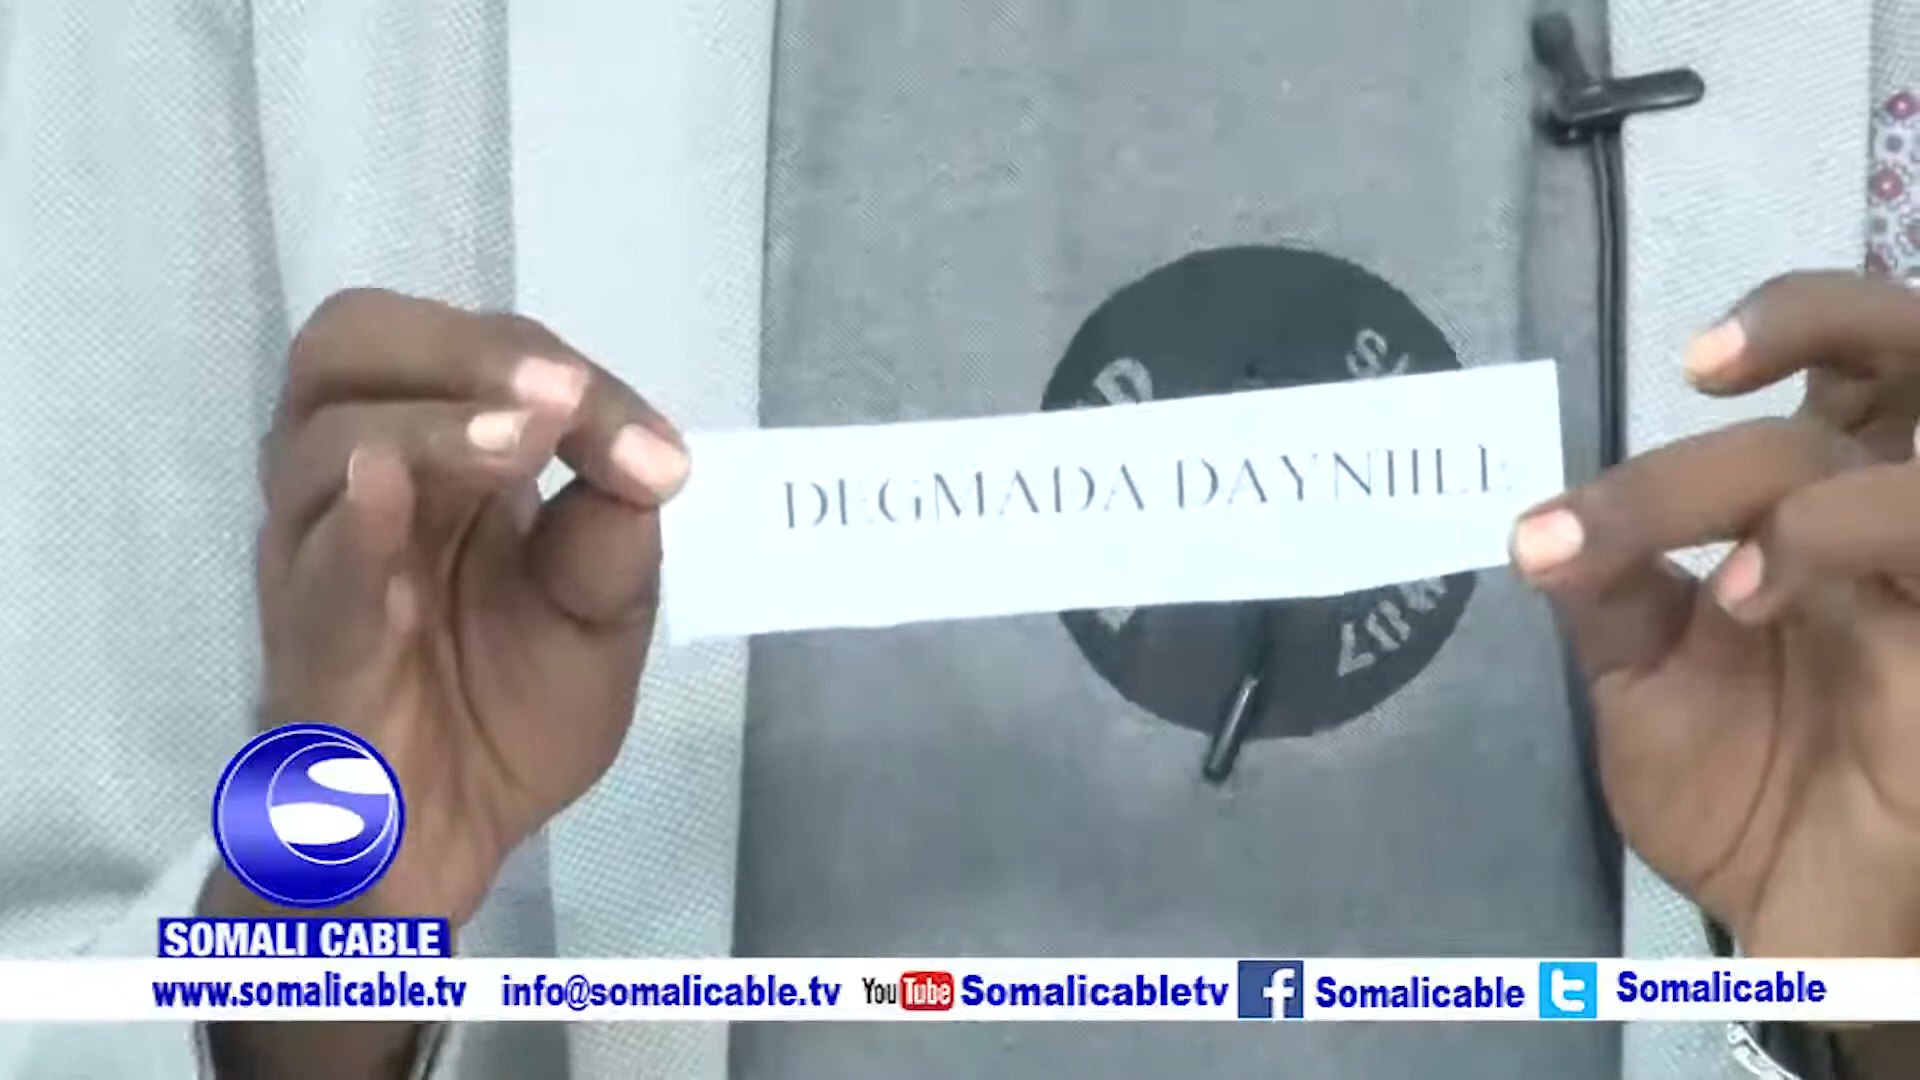 DEGMADA DAYNIILE
SOMALI CABLE
www.somalicable.tv info@somalicable.tv YouTube Somalicabletv Somalicable Somalicable